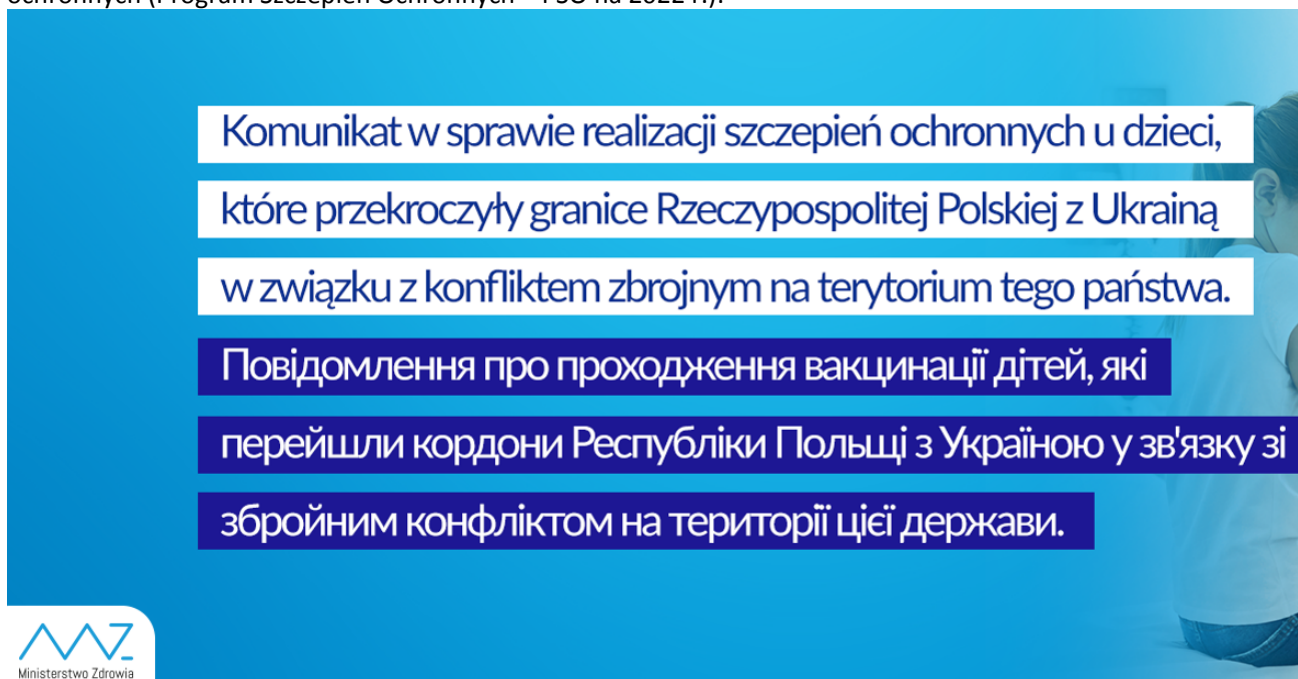 Komunikat w sprawie realizacji szczepień ochronnych u dzieci,
które przekroczyły granice Rzeczypospolitej Polskiej z Ukrainą
w związku z konfliktem zbrojnym na terytorium tego państwa.
Повідомлення про проходження вакцинації дітей, які
перейшли кордони Республіки Польщі з Україною у зв'язку зі
збройним конфліктом на території цієї держави.
Ministerstwo Zdrowia